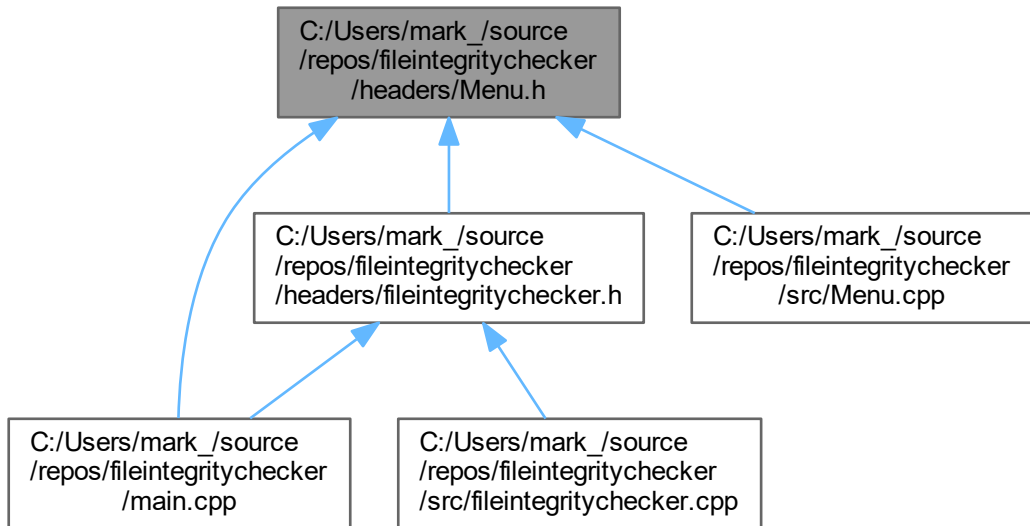 C:/Users/mark_/source
/repos/fileintegritychecker
/headers/Menu.h
C:/Users/mark_/source
/repos/fileintegritychecker
/headers/fileintegritychecker.h
C:/Users/mark_/source
/repos/fileintegritychecker
/src/Menu.cpp
C:/Users/mark_/source
/repos/fileintegritychecker
/main.cpp
C:/Users/mark_/source
/repos/fileintegritychecker
/src/fileintegritychecker.cpp